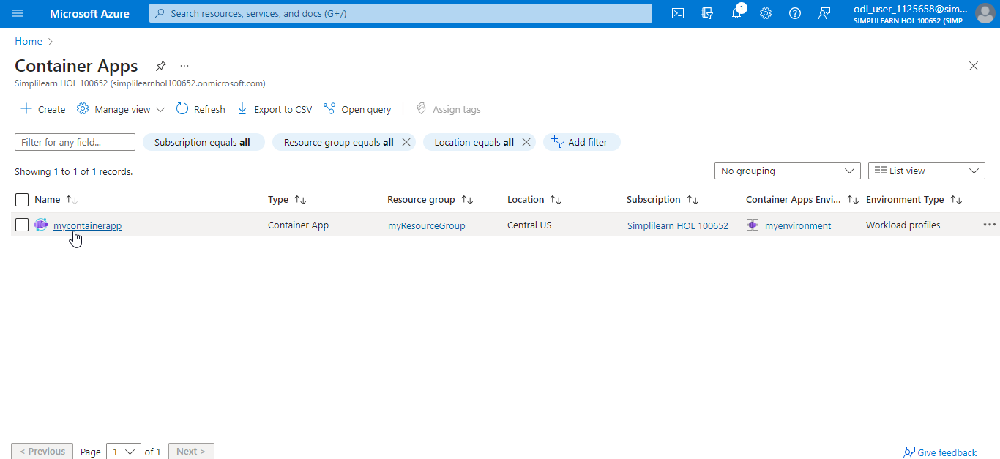 Microsoft Azure
Search resources, services, and docs (G+/)
1
odl_user_1125658@sim...
SIMPLILEARN HOL 100652 (SIMP...
Home >
Container Apps
...
Simplilearn HOL 100652 (simplilearnhol100652.onmicrosoft.com)
+ Create Manage view Refresh Export to CSV Open query Assign tags
Filter for any field... Subscription equals all Resource group equals all Location equals all Add filter
Showing 1 to 1 of 1 records. No grouping List view
Name Type Resource group Location Subscription Container Apps Envi... Environment Type
mycontainerapp Container App myResourceGroup Central US Simplilearn HOL 100652 myenvironment Workload profiles ...
< Previous Page 1 of 1 Next > Give feedback